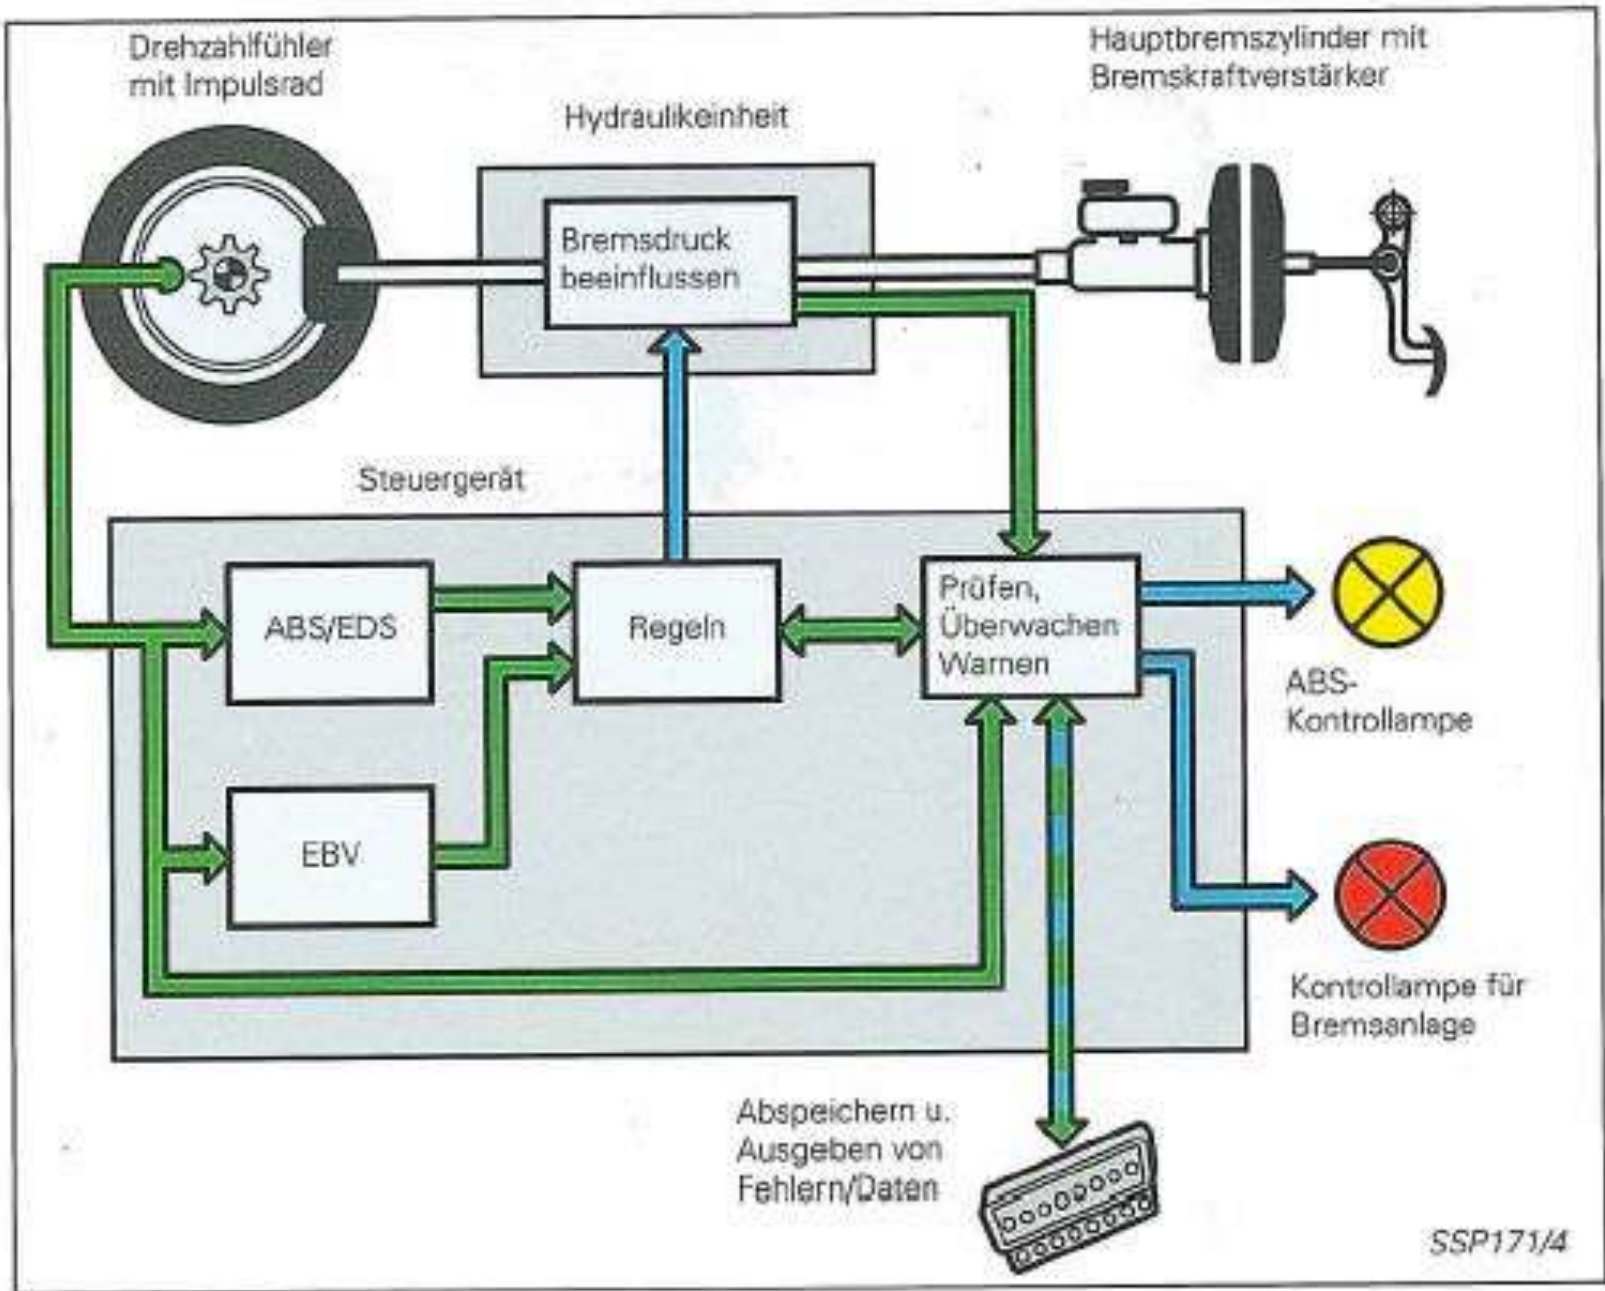 Drehzahlfühler
mit Impulsrad
Hauptbremszylinder mit
Bremskraftverstärker
Hydraulikeinheit
Bremsdruck
beeinflussen
Steuergerät
ABS/EDS
Regeln
Prüfen,
Überwachen
Warnen
ABS-
Kontrollampe
EBV
Kontrollampe für
Bremsanlage
Abspeichern u.
Ausgeben von
Fehlern/Daten
SSP171/4